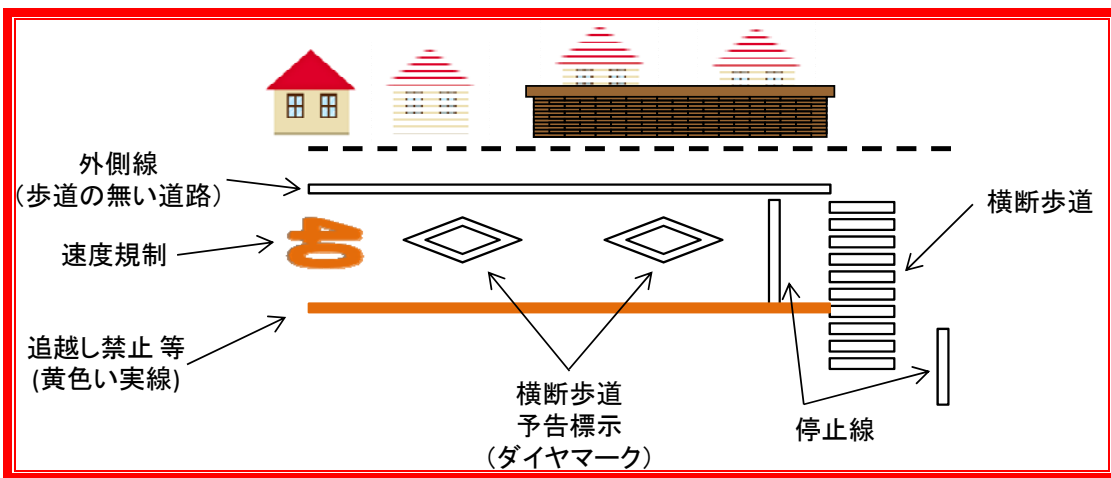 外側線
（歩道の無い道路）
速度規制
40
追越し禁止 等
(黄色い実線)
横断歩道
予告標示
（ダイヤマーク）
停止線
横断歩道